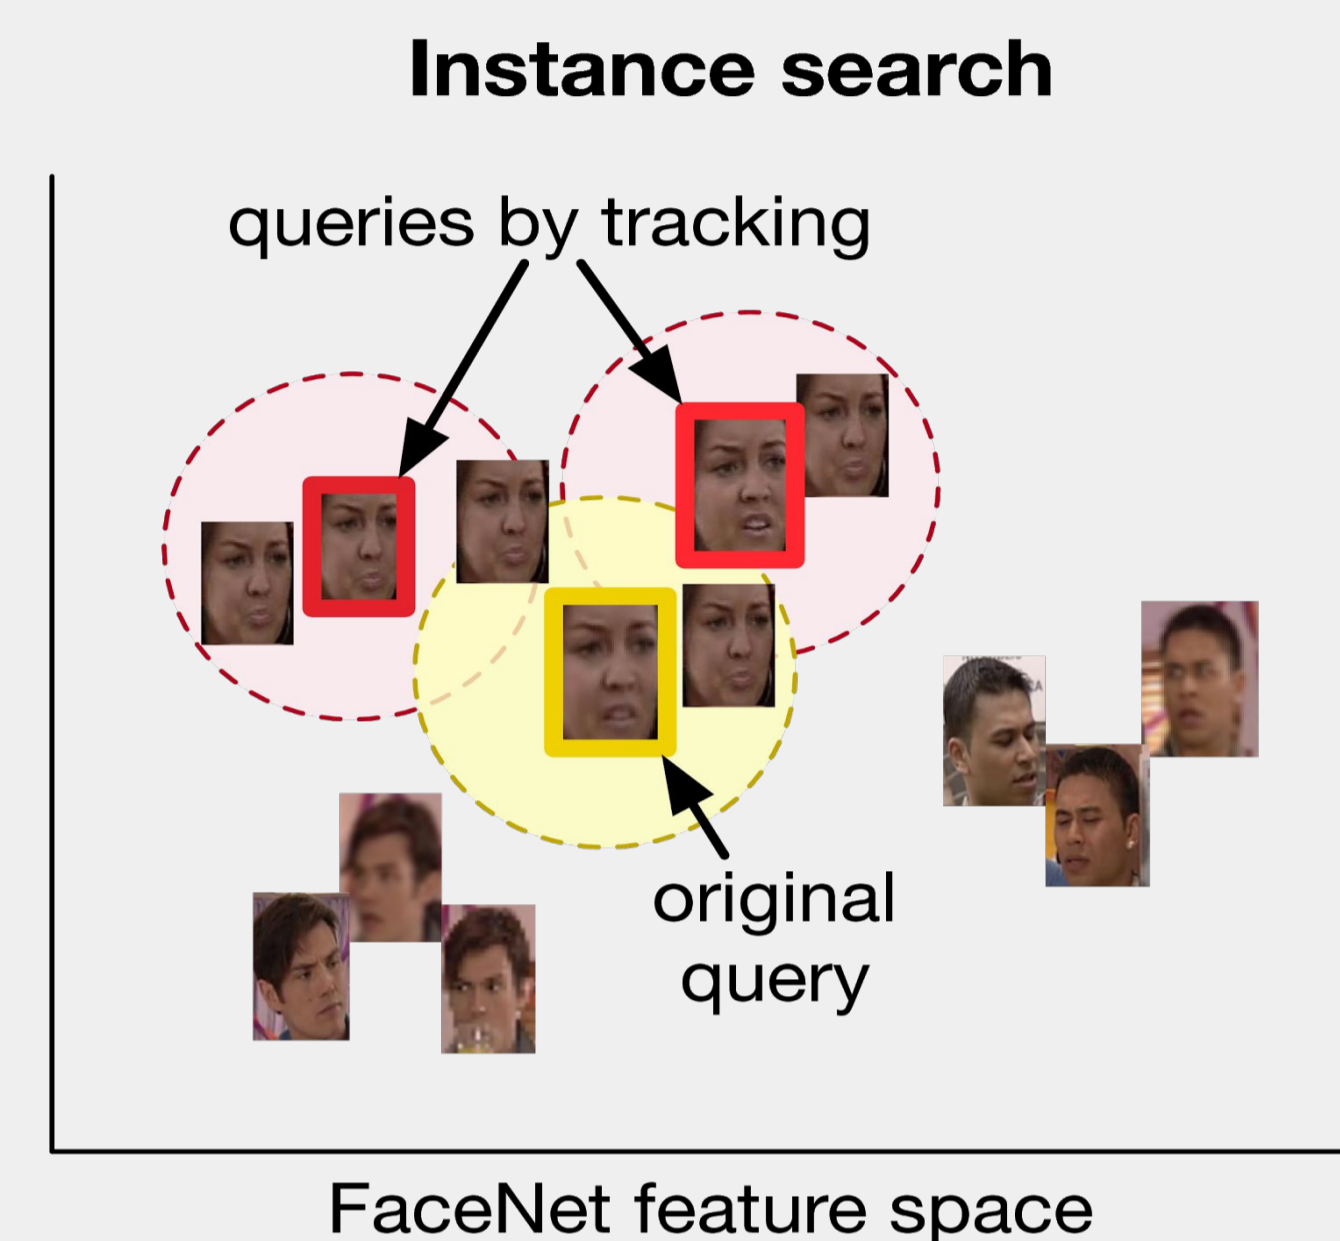 Instance search
queries by tracking
original
query
FaceNet feature space